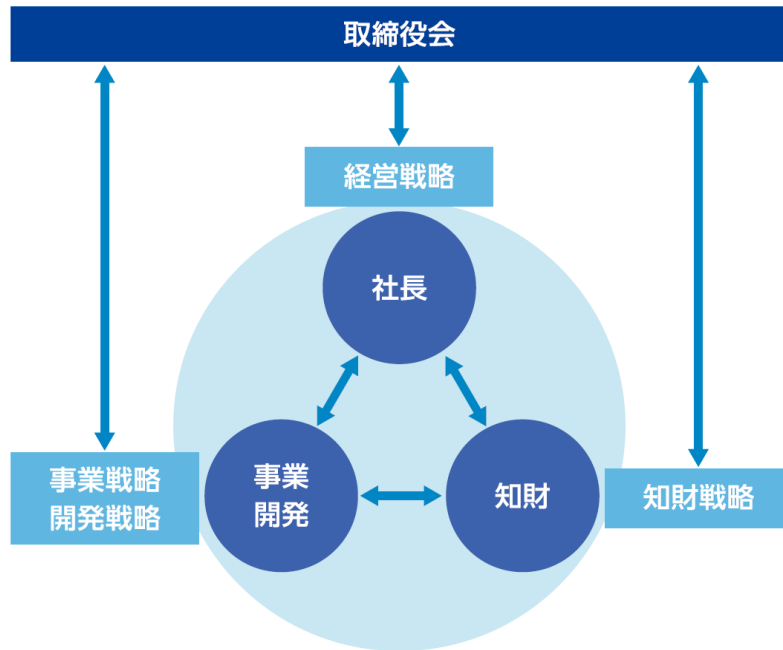 取締役会
経営戦略
社長
事業戦略
開発戦略
事業
開発
知財
知財戦略